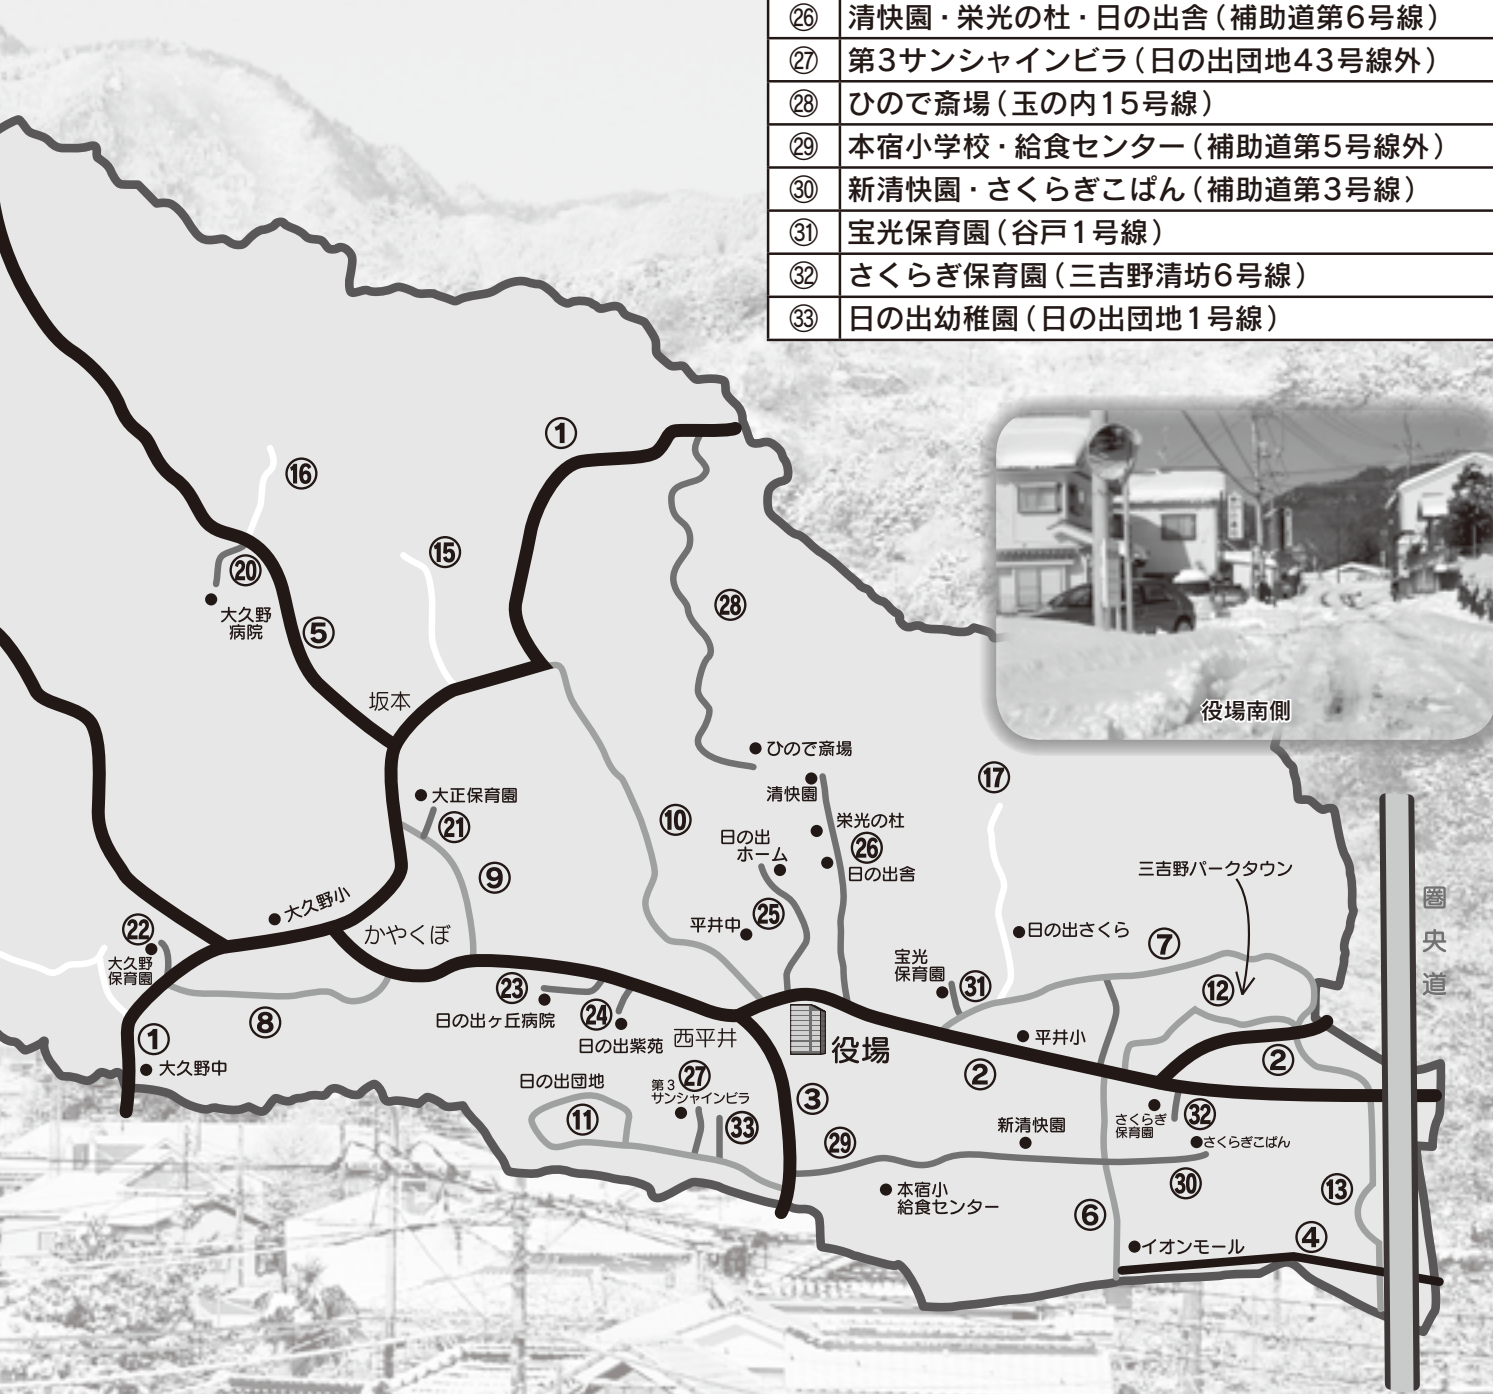 ㉖ 清快園・栄光の杜・日の出舎（補助道第6号線）
㉗ 第3サンシャインビラ（日の出団地43号線外）
㉘ ひので斎場（玉の内15号線）
㉙ 本宿小学校・給食センター（補助道第5号線外）
㉚ 新清快園・さくらぎこぱん（補助道第3号線）
㉛ 宝光保育園（谷戸1号線）
㉜ さくらぎ保育園（三吉野清坊6号線）
㉝ 日の出幼稚園（日の出団地1号線）
①
⑯
⑮
⑳
大久野
病院
⑤
㉘
坂本
役場南側
ひので斎場
清快園
⑰
大正保育園
㉑
⑩
栄光の杜
㉖
日の出舎
日の出
ホーム
⑨
三吉野パークタウン
圏央道
大久野小
㉕
平井中
かやくぼ
㉒
大久野
保育園
日の出さくら
⑦
宝光
保育園
㉛
⑫
㉓
日の出ヶ丘病院
㉔
日の出紫苑
⑧
①
大久野中
西平井
役場
平井小
②
②
日の出団地
⑪
第3
㉗
サンシャインビラ
㉝
③
㉙
新清快園
さくらぎ
保育園
㉜
さくらぎこぱん
㉚
⑬
本宿小
給食センター
⑥
④
イオンモール